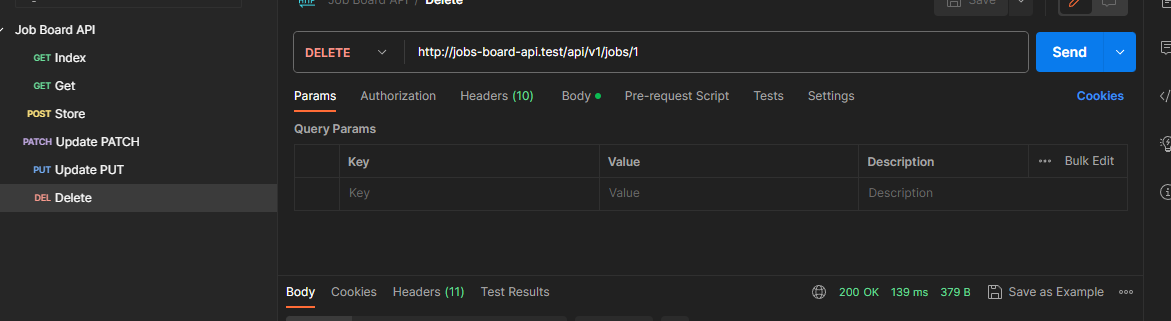 Job Board API / Delete
Save
Job Board API
GET Index
GET Get
POST Store
PATCH Update PATCH
PUT Update PUT
DEL Delete
DELETE http://jobs-board-api.test/api/v1/jobs/1 Send
Params Authorization Headers (10) Body Pre-request Script Tests Settings Cookies
Query Params
Key Value Description ••• Bulk Edit
Key Value Description
Body Cookies Headers (11) Test Results 200 OK 139 ms 379 B Save as Example •••